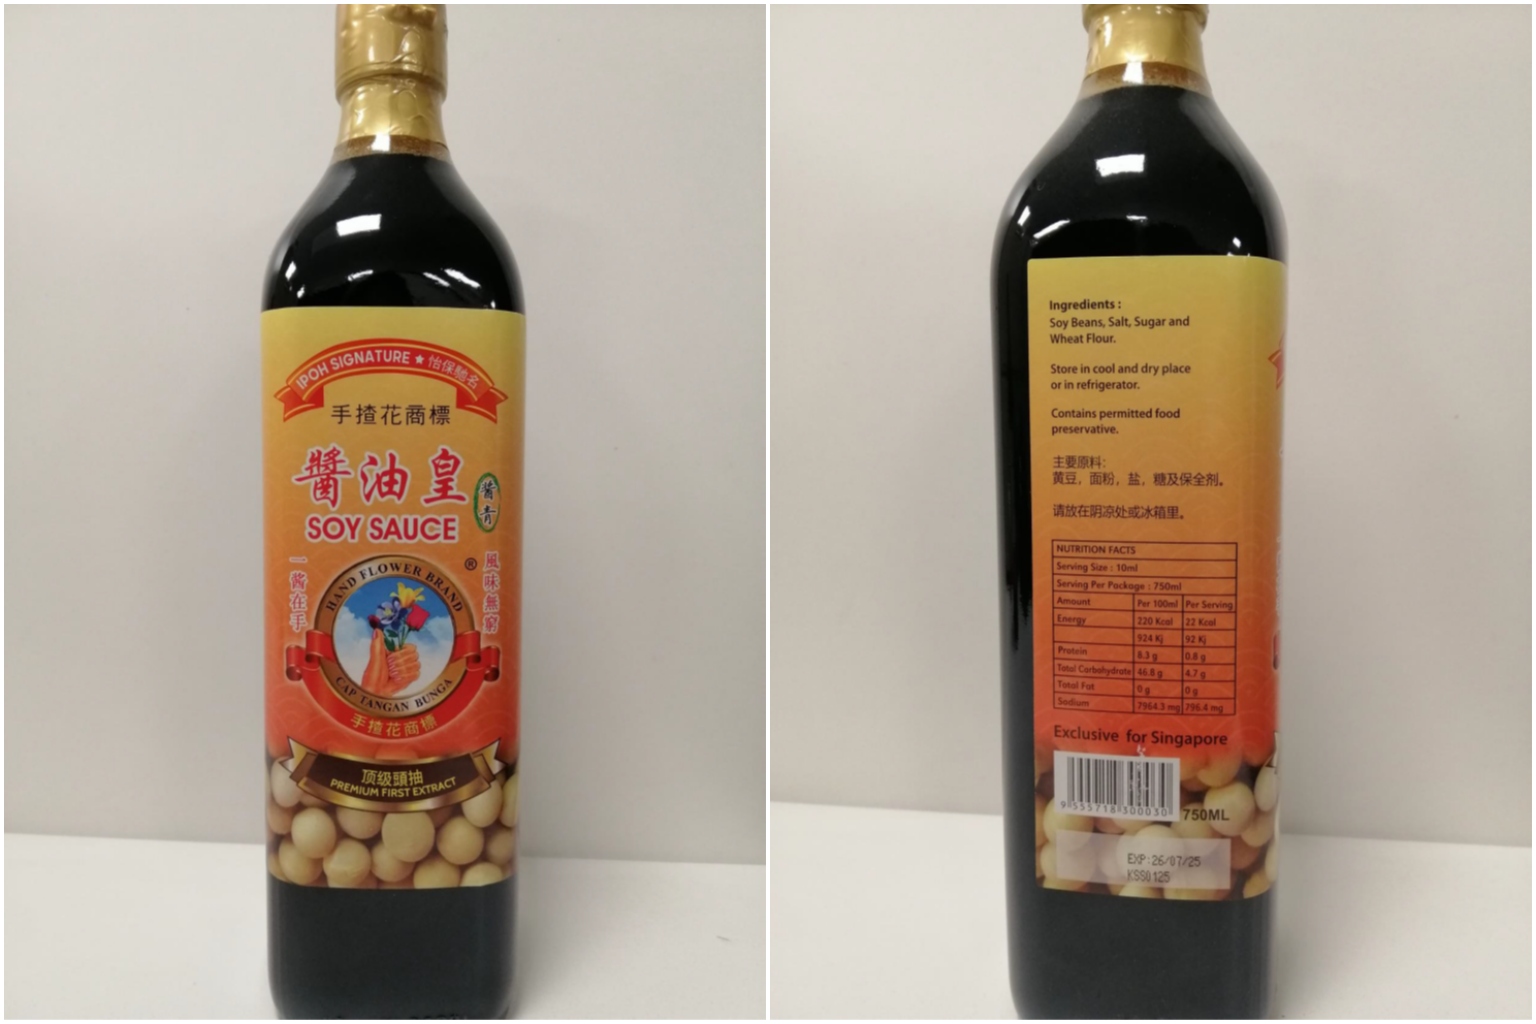 IPOH SIGNATURE ★ 怡保馳名
手揸花商標
醬油皇
酱青
SOY SAUCE
一酱在手
風味無窮
®
HAND FLOWER BRAND
CAP TANGAN BUNGA
手揸花商標
顶级頭抽
PREMIUM FIRST EXTRACT
Ingredients :
Soy Beans, Salt, Sugar and
Wheat Flour.
Store in cool and dry place
or in refrigerator.
Contains permitted food
preservative.
主要原料:
黄豆，面粉，盐，糖及保全剂。
请放在阴凉处或冰箱里。
NUTRITION FACTS
Serving Size : 10ml
Serving Per Package : 750ml
Amount Per 100ml Per Serving
Energy 220 Kcal 22 Kcal
924 Kj 92 Kj
Protein 8.3 g 0.8 g
Total Carbohydrate 46.8 g 4.7 g
Total Fat 0 g 0 g
Sodium 7964.3 mg 796.4 mg
Exclusive for Singapore
9 555718 300030
750ML
EXP:26/07/25
KSS0125